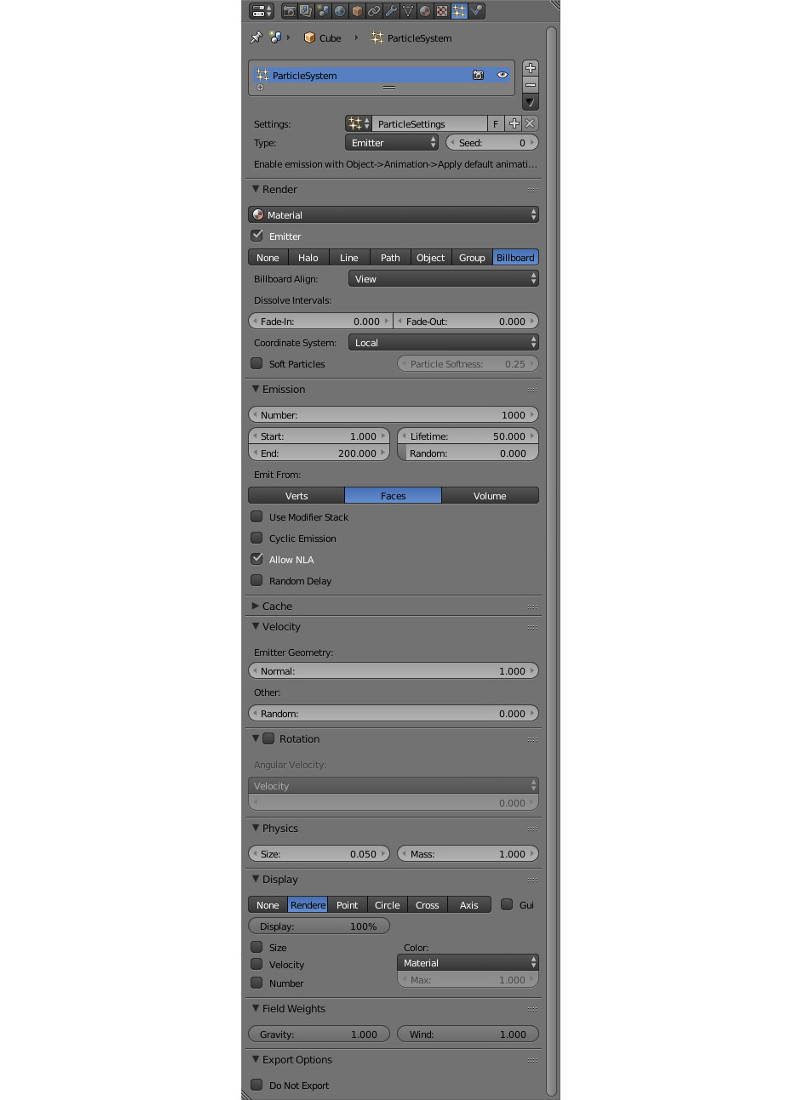 Cube ParticleSystem
ParticleSystem
Settings: ParticleSettings F
Type: Emitter Seed: 0
Enable emission with Object->Animation->Apply default animati...
Render
Material
Emitter
None Halo Line Path Object Group Billboard
Billboard Align: View
Dissolve Intervals:
Fade-In: 0.000 Fade-Out: 0.000
Coordinate System: Local
Soft Particles Particle Softness: 0.25
Emission
Number: 1000
Start: 1.000 Lifetime: 50.000
End: 200.000 Random: 0.000
Emit From:
Verts Faces Volume
Use Modifier Stack
Cyclic Emission
Allow NLA
Random Delay
Cache
Velocity
Emitter Geometry:
Normal: 1.000
Other:
Random: 0.000
Rotation
Angular Velocity:
Velocity
0.000
Physics
Size: 0.050 Mass: 1.000
Display
None Rendere Point Circle Cross Axis Gui
Display: 100%
Size Color:
Velocity Material
Number Max: 1.000
Field Weights
Gravity: 1.000 Wind: 1.000
Export Options
Do Not Export